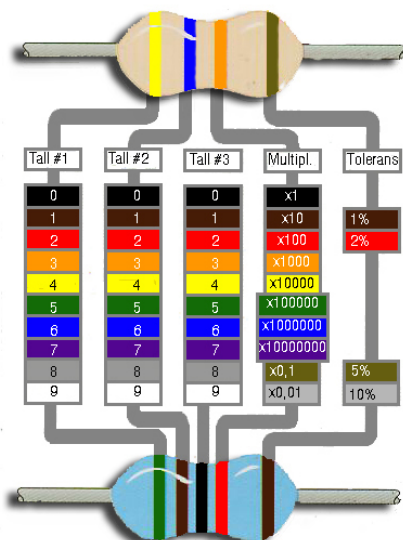 Tall #1 Tall #2 Tall #3 Multipl. Tolerans
0 0 0 x1
1 1 1 x10 1%
2 2 2 x100 2%
3 3 3 x1000
4 4 4 x10000
5 5 5 x100000
6 6 6 x1000000
7 7 7 x10000000
8 8 8 x0,1 5%
9 9 9 x0,01 10%